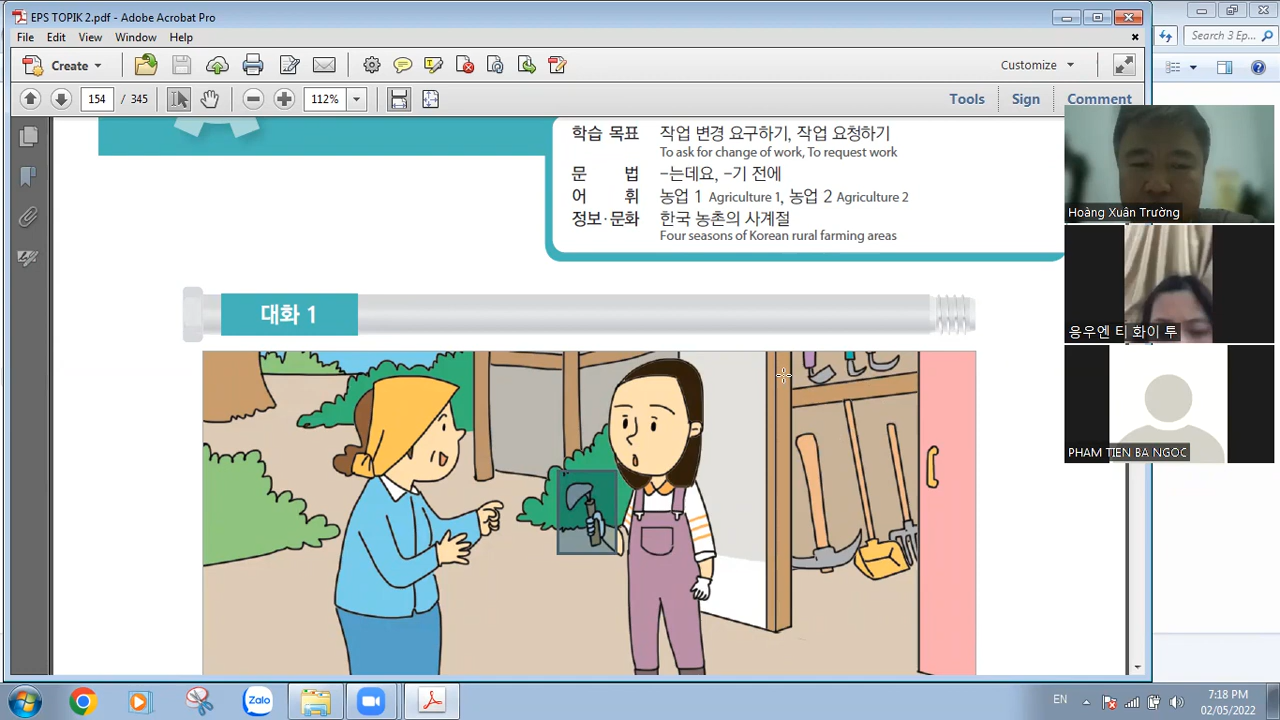 EPS TOPIK 2.pdf - Adobe Acrobat Pro
File Edit View Window Help
Search 3 Ep...
Create
Customize
154 / 345
112%
Tools Sign Comment
학습 목표 작업 변경 요구하기, 작업 요청하기
To ask for change of work, To request work
문 법 –는데요, –기 전에
어 휘 농업 1 Agriculture 1, 농업 2 Agriculture 2
정보·문화 한국 농촌의 사계절
Four seasons of Korean rural farming areas
대화 1
Hoàng Xuân Trường
응우엔 티 화이 투
PHAM TIEN BA NGOC
Zalo
EN
7:18 PM
02/05/2022